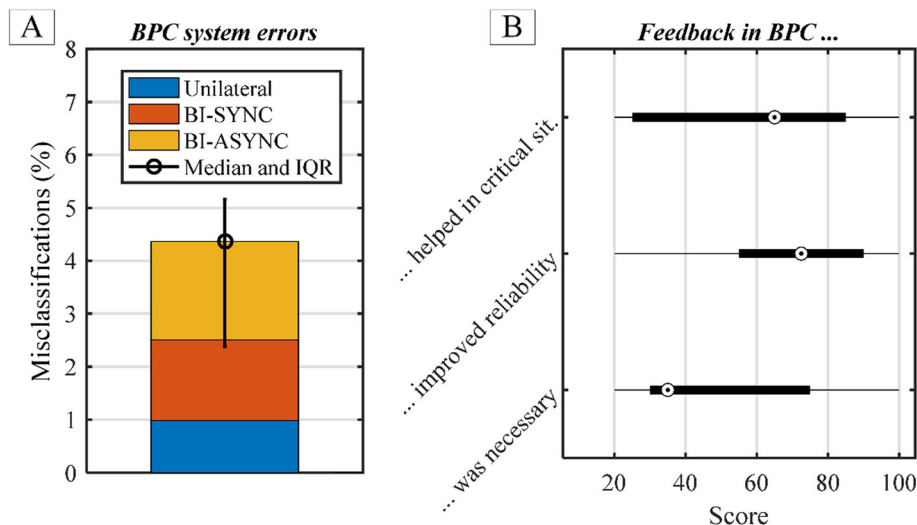 A
BPC system errors
8
7
6
5
4
3
2
1
0
Misclassifications (%)
Unilateral
BI-SYNC
BI-ASYNC
Median and IQR
B
Feedback in BPC ...
... helped in critical sit.
... improved reliability
... was necessary
20 40 60 80 100
Score